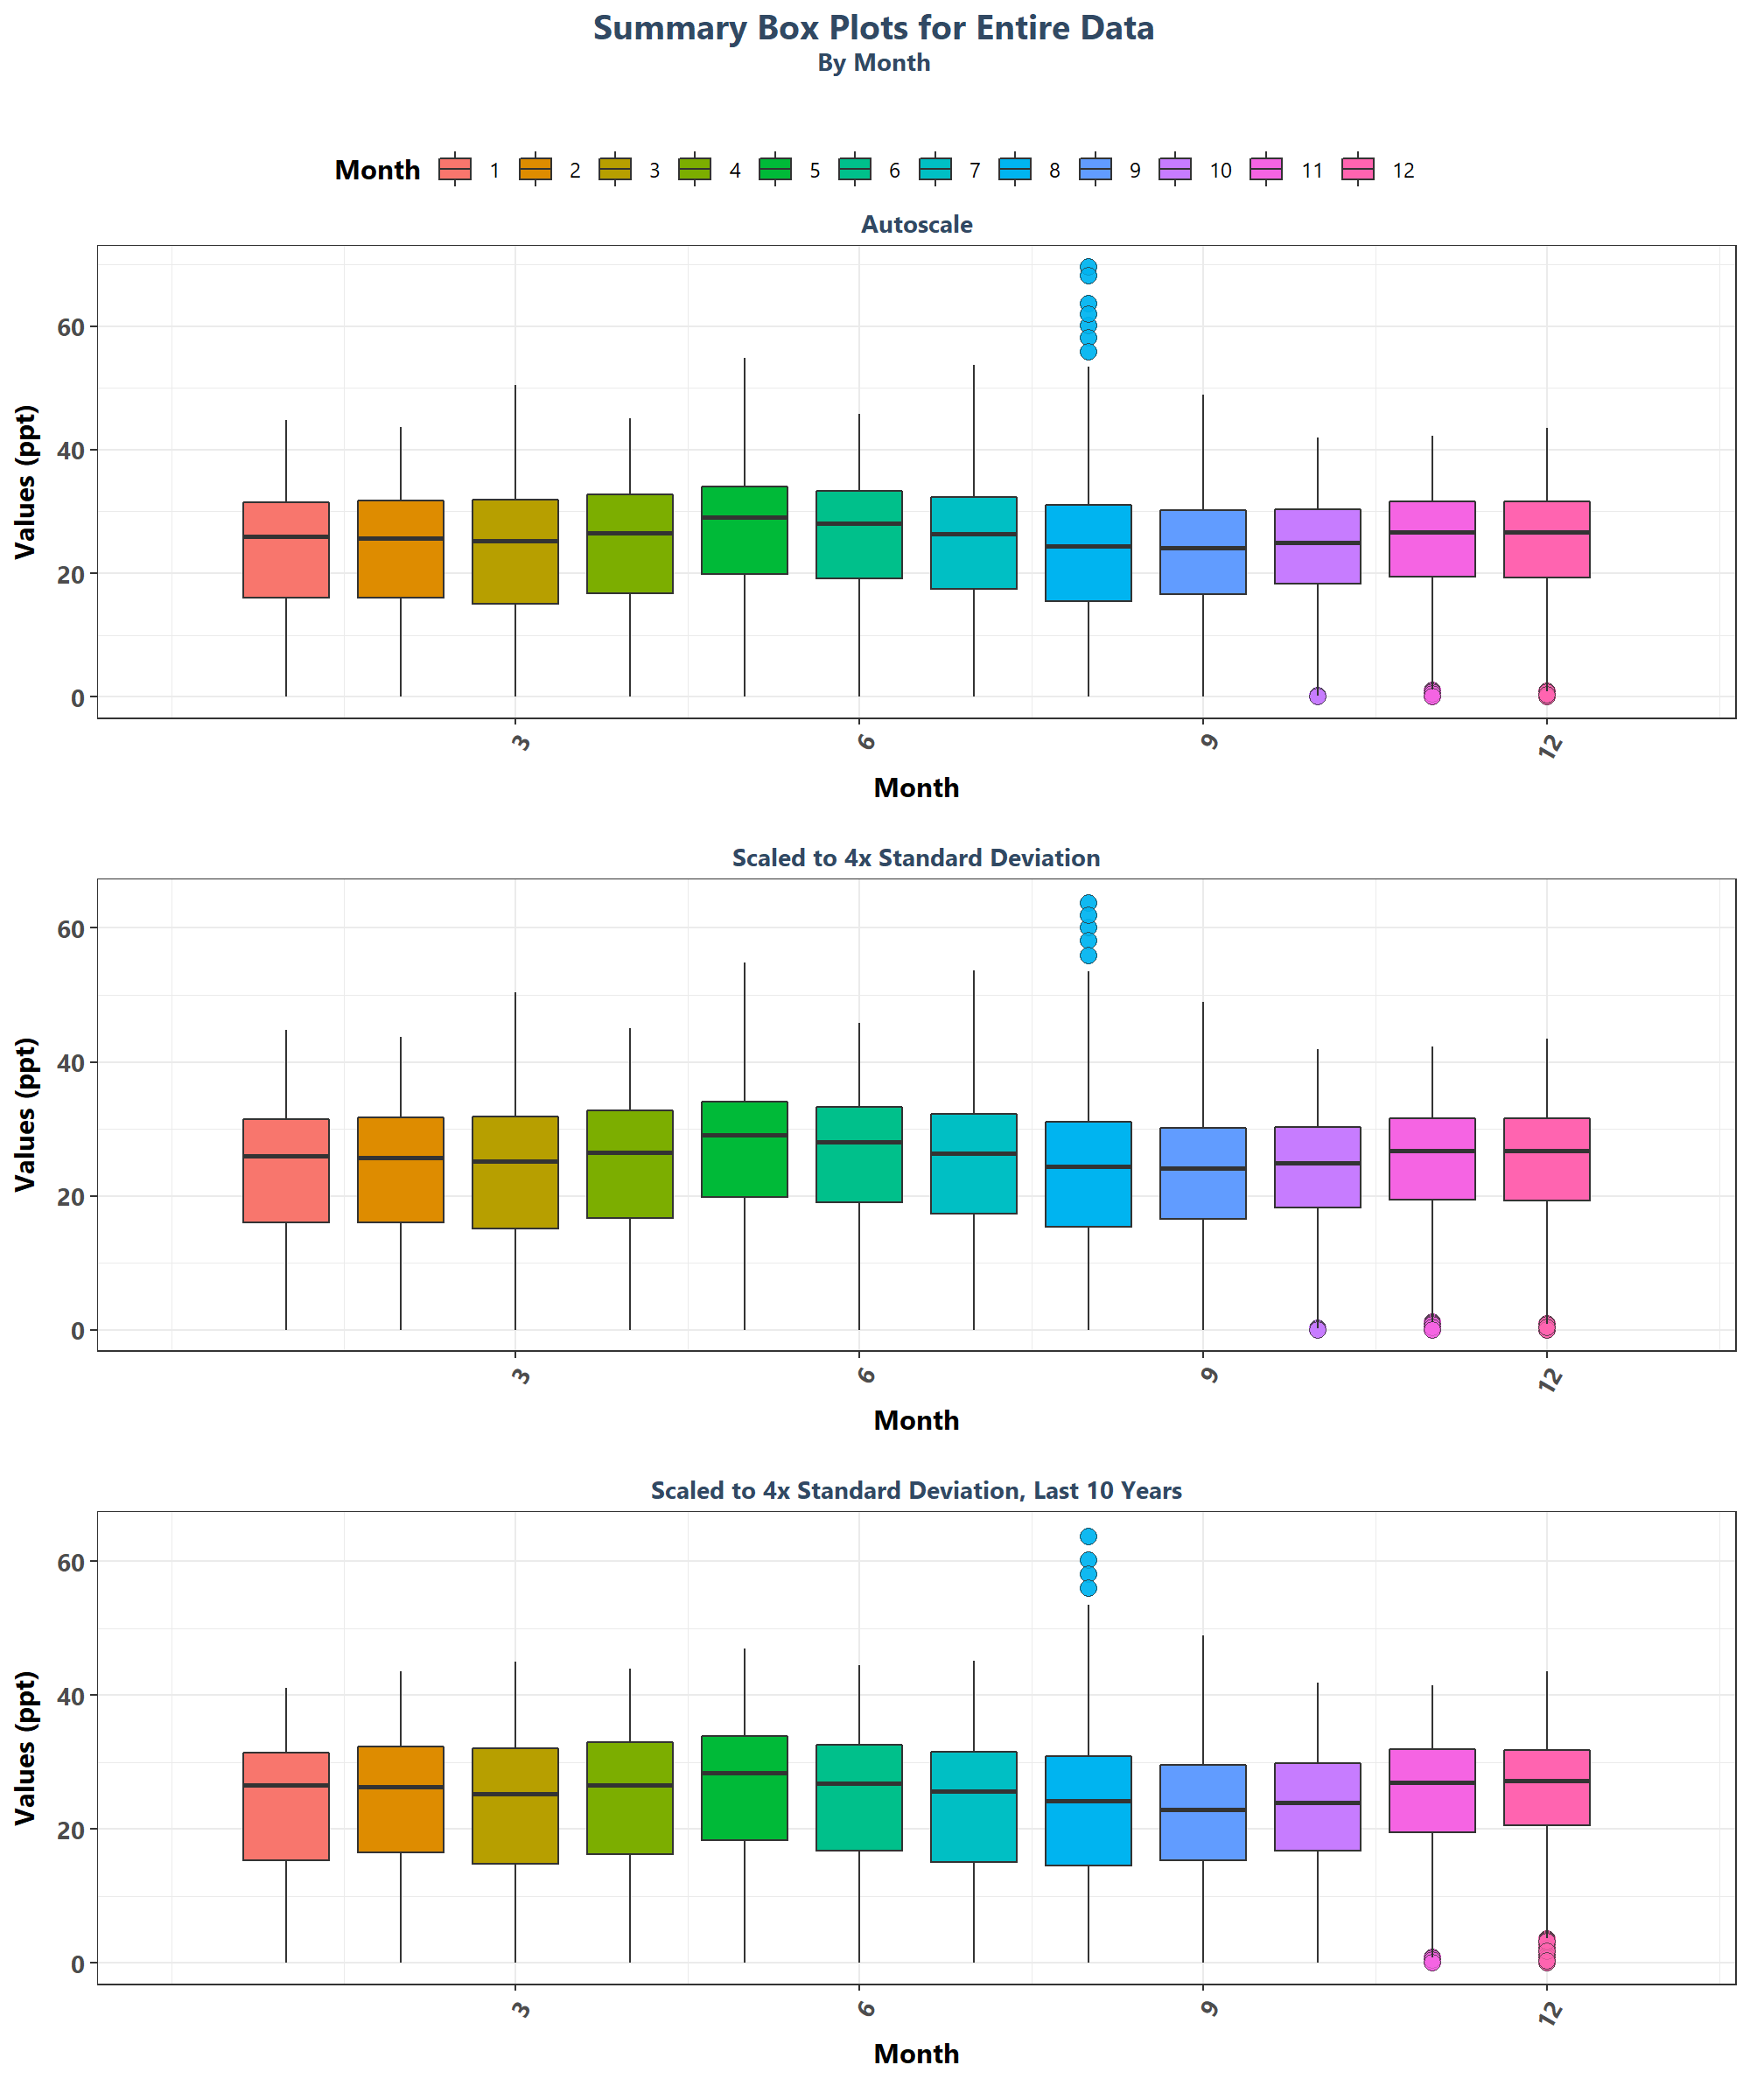 Summary Box Plots for Entire Data
By Month
Month 1 2 3 4 5 6 7 8 9 10 11 12
Autoscale
Values (ppt)
60
40
20
0
3 6 9 12
Month
Scaled to 4x Standard Deviation
Values (ppt)
60
40
20
0
3 6 9 12
Month
Scaled to 4x Standard Deviation, Last 10 Years
Values (ppt)
60
40
20
0
3 6 9 12
Month